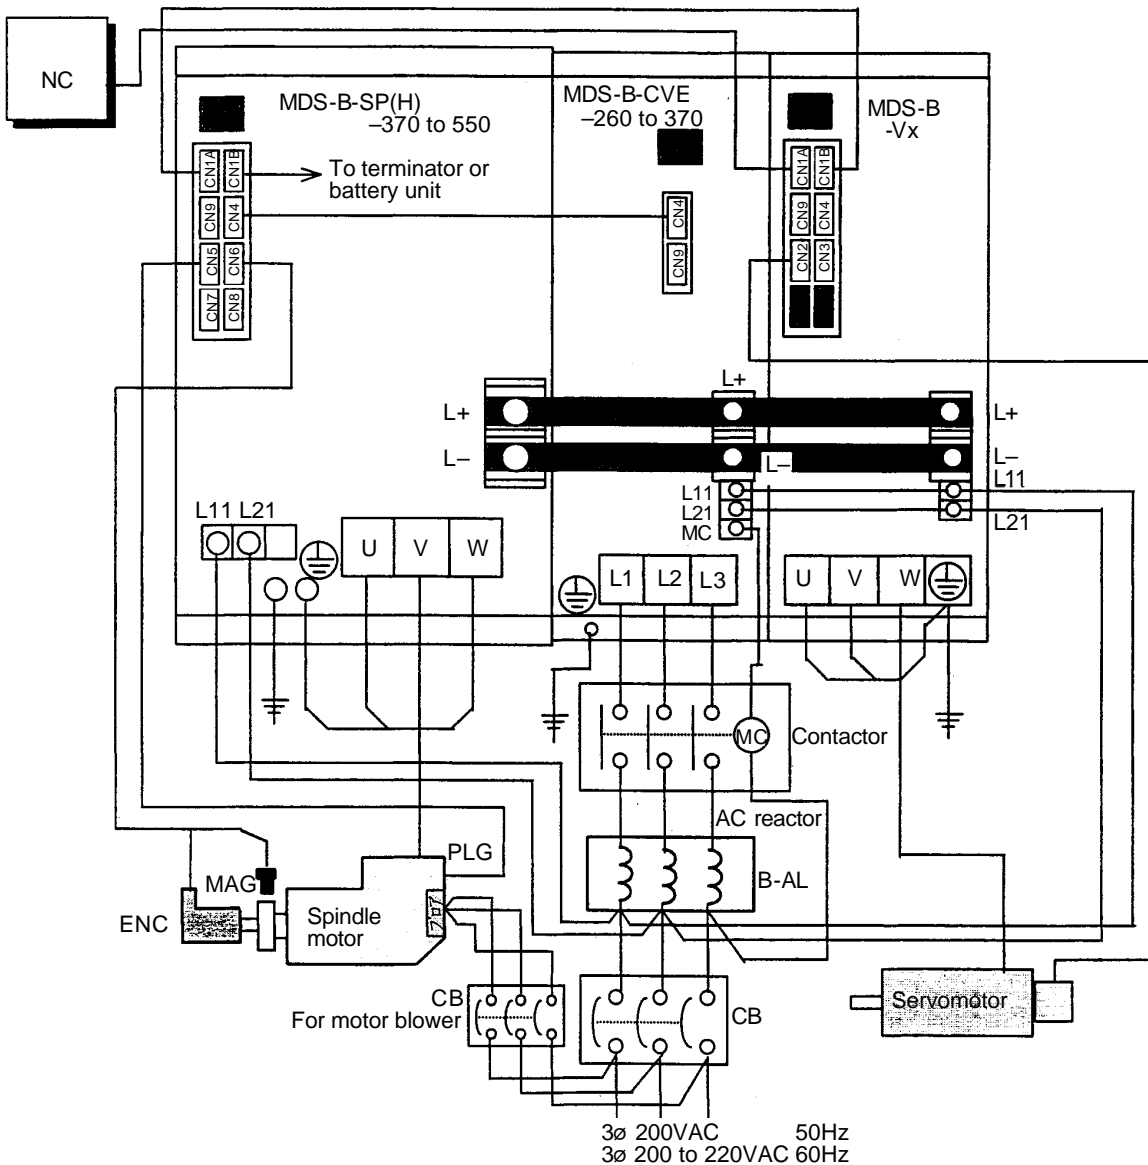 NC
MDS-B-SP(H)
–370 to 550
MDS-B-CVE
–260 to 370
MDS-B
-Vx
CN1A CN1B
To terminator or
battery unit
CN9 CN4
CN5 CN6
CN7 CN8
CN4
CN9
CN1A CN1B
CN9 CN4
CN2 CN3
L+
L+
L+
L–
L–
L–
L11
L21
MC
L11
L21
L11 L21
U V W
L1 L2 L3
U V W
MC
Contactor
AC reactor
B-AL
PLG
MAG
ENC
Spindle
motor
CB
For motor blower
CB
Servomotor
3ø 200VAC 50Hz
3ø 200 to 220VAC 60Hz